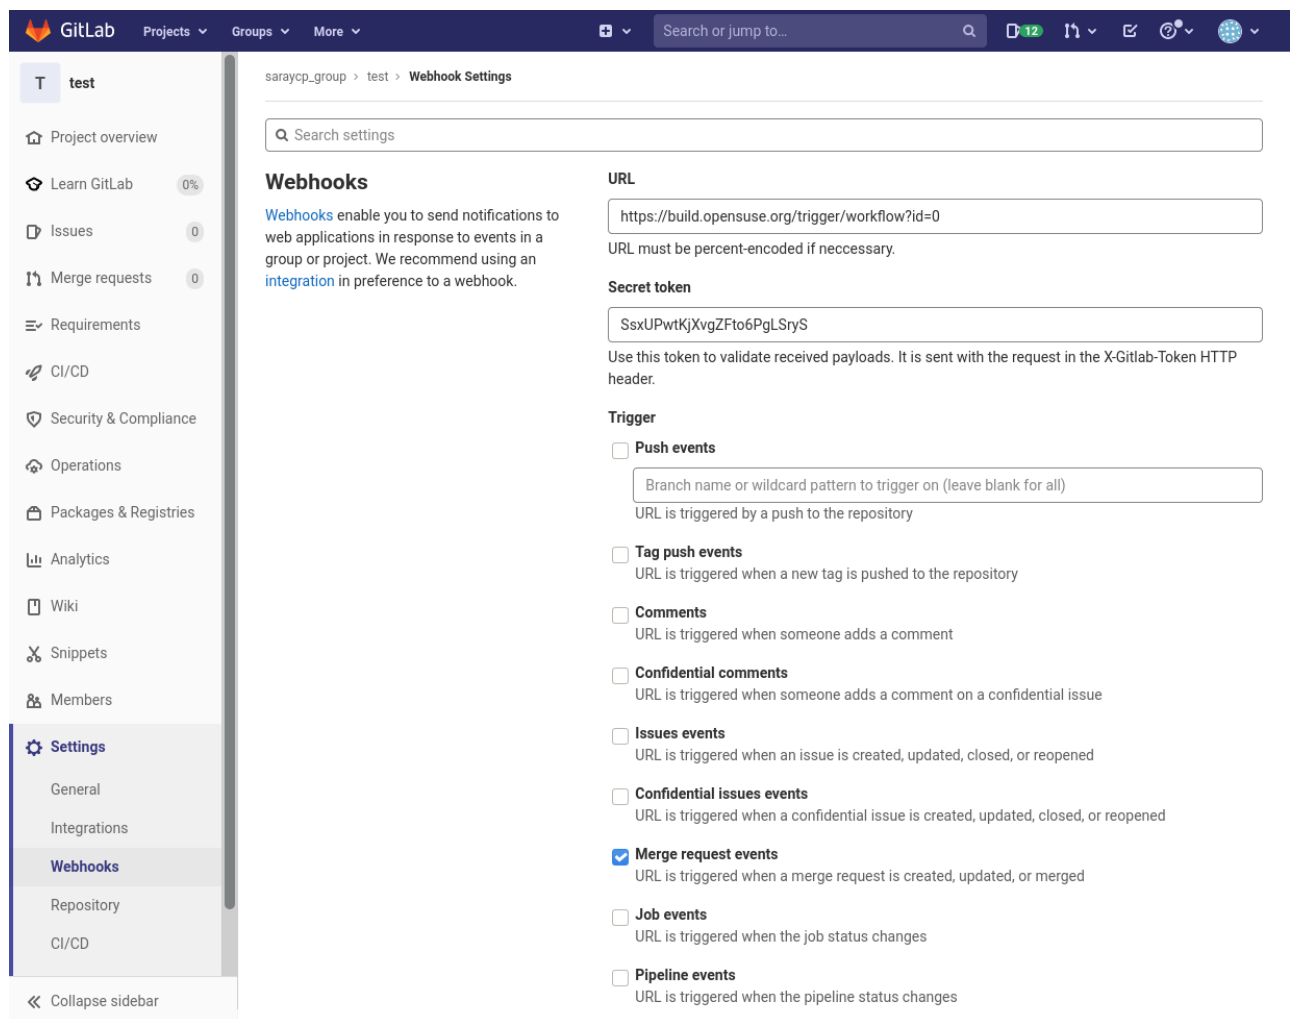 GitLab
Projects
Groups
More
Search or jump to...
12
T
test
Project overview
Learn GitLab
0%
Issues
0
Merge requests
0
Requirements
CI/CD
Security & Compliance
Operations
Packages & Registries
Analytics
Wiki
Snippets
Members
Settings
General
Integrations
Webhooks
Repository
CI/CD
Collapse sidebar
saraycp_group › test › Webhook Settings
Search settings
Webhooks
Webhooks enable you to send notifications to
web applications in response to events in a
group or project. We recommend using an
integration in preference to a webhook.
URL
https://build.opensuse.org/trigger/workflow?id=0
URL must be percent-encoded if neccessary.
Secret token
SsxUPwtKjXvgZFto6PgLSryS
Use this token to validate received payloads. It is sent with the request in the X-Gitlab-Token HTTP
header.
Trigger
Push events
Branch name or wildcard pattern to trigger on (leave blank for all)
URL is triggered by a push to the repository
Tag push events
URL is triggered when a new tag is pushed to the repository
Comments
URL is triggered when someone adds a comment
Confidential comments
URL is triggered when someone adds a comment on a confidential issue
Issues events
URL is triggered when an issue is created, updated, closed, or reopened
Confidential issues events
URL is triggered when a confidential issue is created, updated, closed, or reopened
Merge request events
URL is triggered when a merge request is created, updated, or merged
Job events
URL is triggered when the job status changes
Pipeline events
URL is triggered when the pipeline status changes